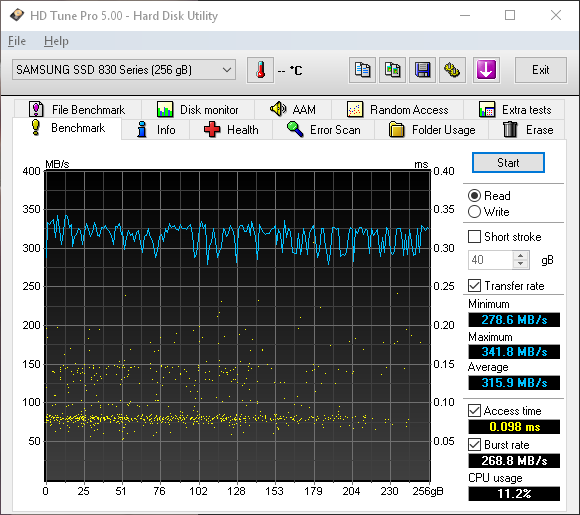 HD Tune Pro 5.00 - Hard Disk Utility
File Help
SAMSUNG SSD 830 Series (256 gB)
-- °C
Exit
File Benchmark
Disk monitor
AAM
Random Access
Extra tests
Benchmark
Info
Health
Error Scan
Folder Usage
Erase
MB/s
ms
400
350
300
250
200
150
100
50
0.40
0.35
0.30
0.25
0.20
0.15
0.10
0.05
0
25
51
76
102
128
153
179
204
230
256gB
Start
Read
Write
Short stroke
40 gB
Transfer rate
Minimum
278.6 MB/s
Maximum
341.8 MB/s
Average
315.9 MB/s
Access time
0.098 ms
Burst rate
268.8 MB/s
CPU usage
11.2%